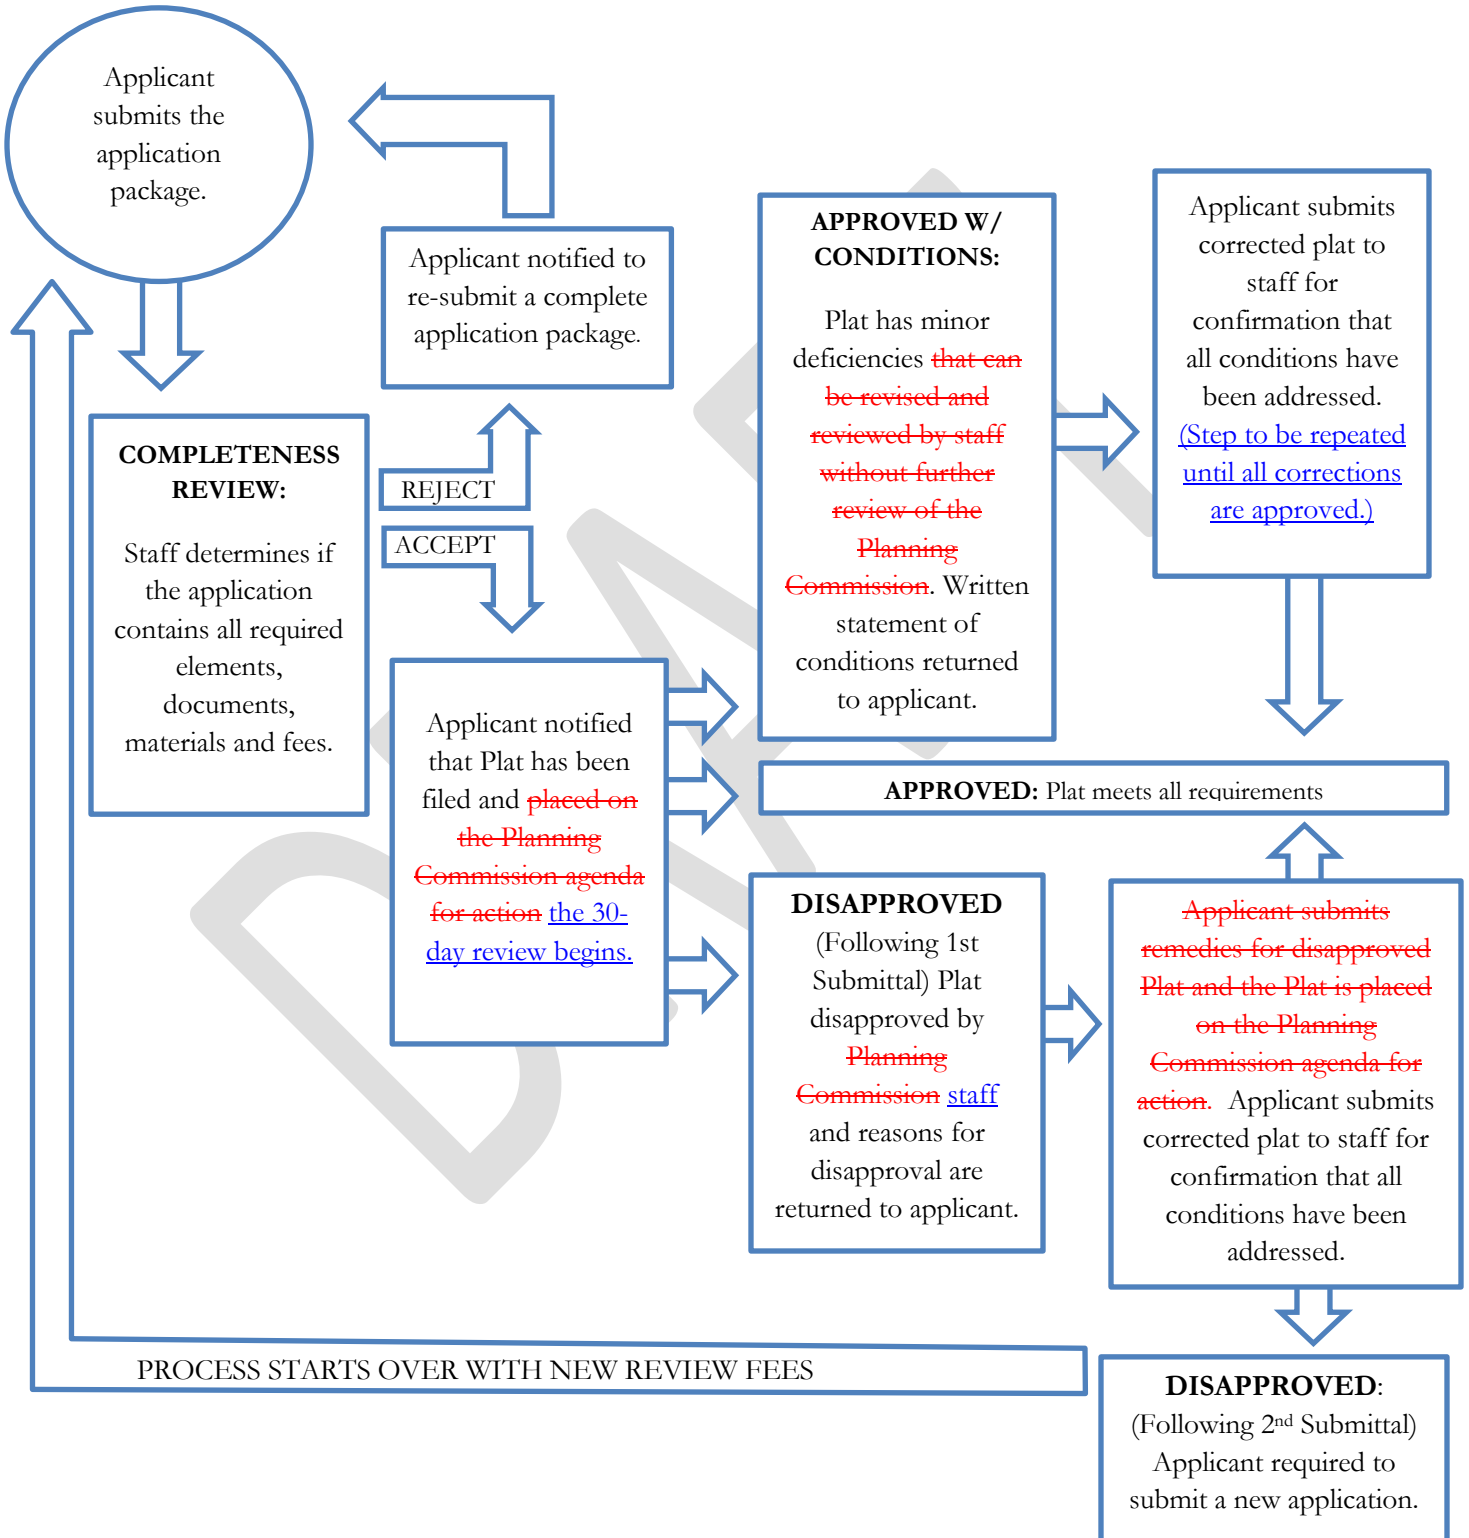 Applicant
submits the
application
package.
Applicant notified to
re-submit a complete
application package.
COMPLETENESS
REVIEW:
Staff determines if
the application
contains all required
elements,
documents,
materials and fees.
REJECT
ACCEPT
Applicant notified
that Plat has been
filed and placed on
the Planning
Commission agenda
for action the 30-
day review begins.
APPROVED W/
CONDITIONS:
Plat has minor
deficiencies that can
be revised and
reviewed by staff
without further
review of the
Planning
Commission. Written
statement of
conditions returned
to applicant.
Applicant submits
corrected plat to
staff for
confirmation that
all conditions have
been addressed.
(Step to be repeated
until all corrections
are approved.)
APPROVED: Plat meets all requirements
DISAPPROVED
(Following 1st
Submittal) Plat
disapproved by
Planning
Commission staff
and reasons for
disapproval are
returned to applicant.
Applicant submits
remedies for disapproved
Plat and the Plat is placed
on the Planning
Commission agenda for
action. Applicant submits
corrected plat to staff for
confirmation that all
conditions have been
addressed.
PROCESS STARTS OVER WITH NEW REVIEW FEES
DISAPPROVED:
(Following 2nd Submittal)
Applicant required to
submit a new application.
DRAFT